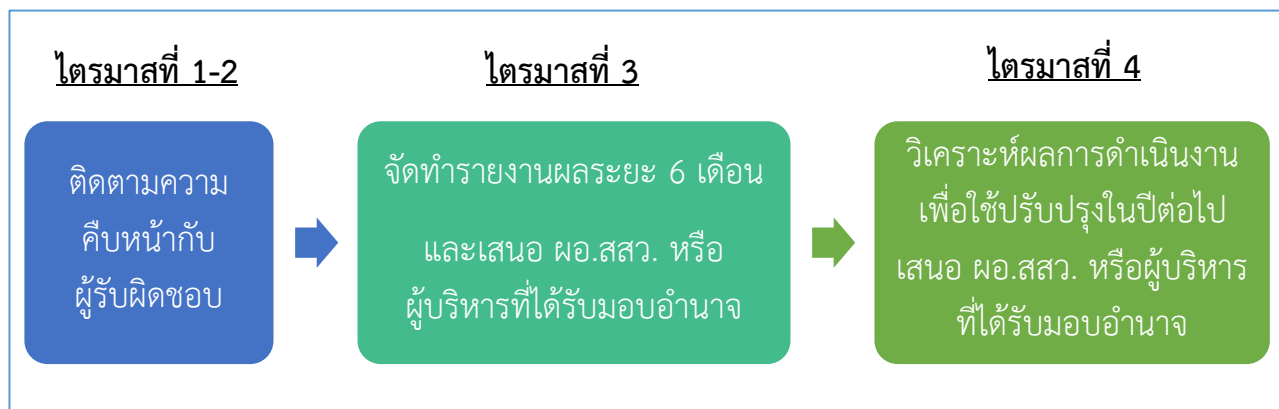 ไตรมาสที่ 1-2
ติดตามความ
คืบหน้ากับ
ผู้รับผิดชอบ
ไตรมาสที่ 3
จัดทำรายงานผลระยะ 6 เดือน
และเสนอ ผอ.สสว. หรือ
ผู้บริหารที่ได้รับมอบอำนาจ
ไตรมาสที่ 4
วิเคราะห์ผลการดำเนินงาน
เพื่อใช้ปรับปรุงในปีต่อไป
เสนอ ผอ.สสว. หรือผู้บริหาร
ที่ได้รับมอบอำนาจ